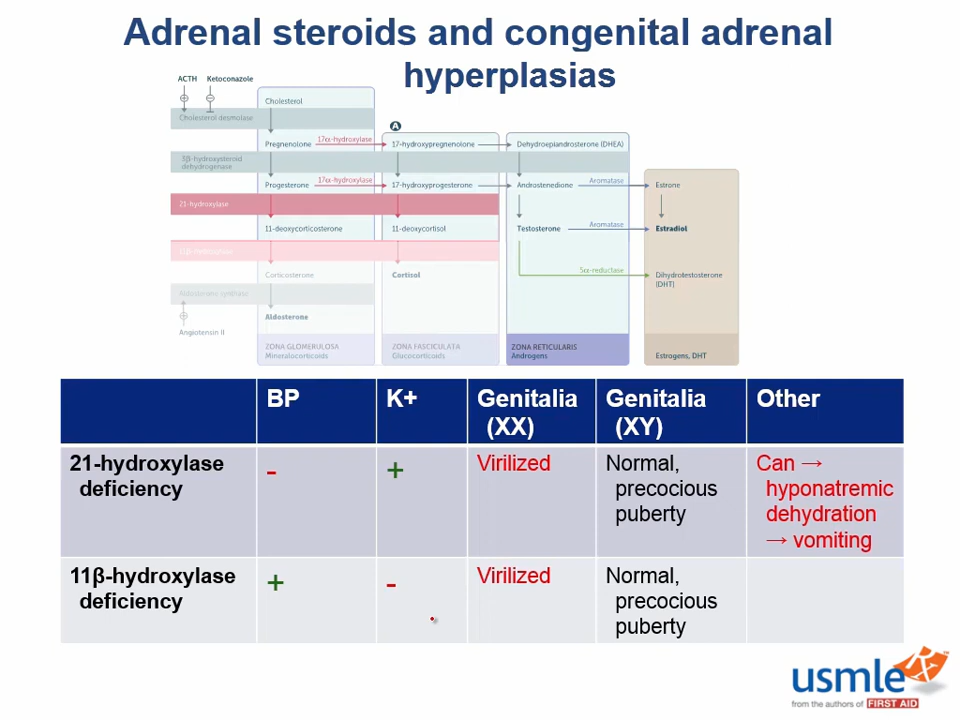 Adrenal steroids and congenital adrenal
hyperplasias
ACTH Ketoconazole
Cholesterol
Cholesterol desmolase
A
Pregnenolone 17α-hydroxylase 17-hydroxypregnenolone Dehydroepiandrosterone (DHEA)
3β-hydroxysteroid
dehydrogenase
Progesterone 17α-hydroxylase 17-hydroxyprogesterone Androstenedione Aromatase Estrone
21-hydroxylase
11-deoxycorticosterone 11-deoxycortisol Testosterone Aromatase Estradiol
11β-hydroxylase
Corticosterone Cortisol 5α-reductase Dihydrotestosterone
(DHT)
Aldosterone synthase
Aldosterone
Angiotensin II
ZONA GLOMERULOSA ZONA FASCICULATA ZONA RETICULARIS
Mineralocorticoids Glucocorticoids Androgens Estrogens, DHT
BP K+ Genitalia Genitalia Other
(XX) (XY)
21-hydroxylase - + Virilized Normal, Can →
deficiency precocious hyponatremic
puberty dehydration
→ vomiting
11β-hydroxylase + - Virilized Normal,
deficiency precocious
puberty
usmle Rx
from the authors of FIRST AID